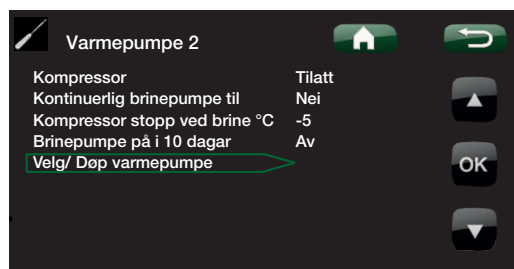 Varmepumpe 2
Kompressor Tilatt
Kontinuerlig brinepumpe til Nei
Kompressor stopp ved brine °C -5
Brinepumpe på i 10 dagar Av
Velg/ Døp varmepumpe
OK